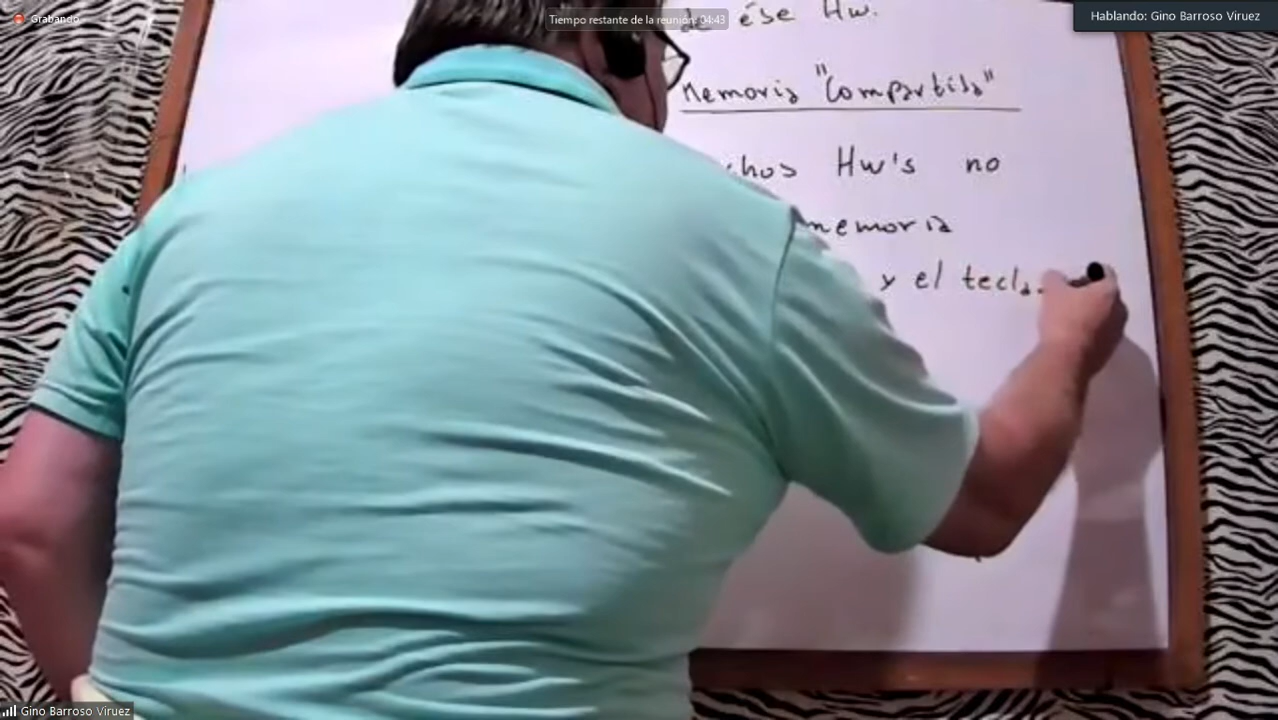 Grabando
Tiempo restante de la reunión: 04:43
Hablando: Gino Barroso Viruez
de ése Hw.
Memoria "Compartida"
Hw's no
memoria
y el tecla
Gino Barroso Viruez